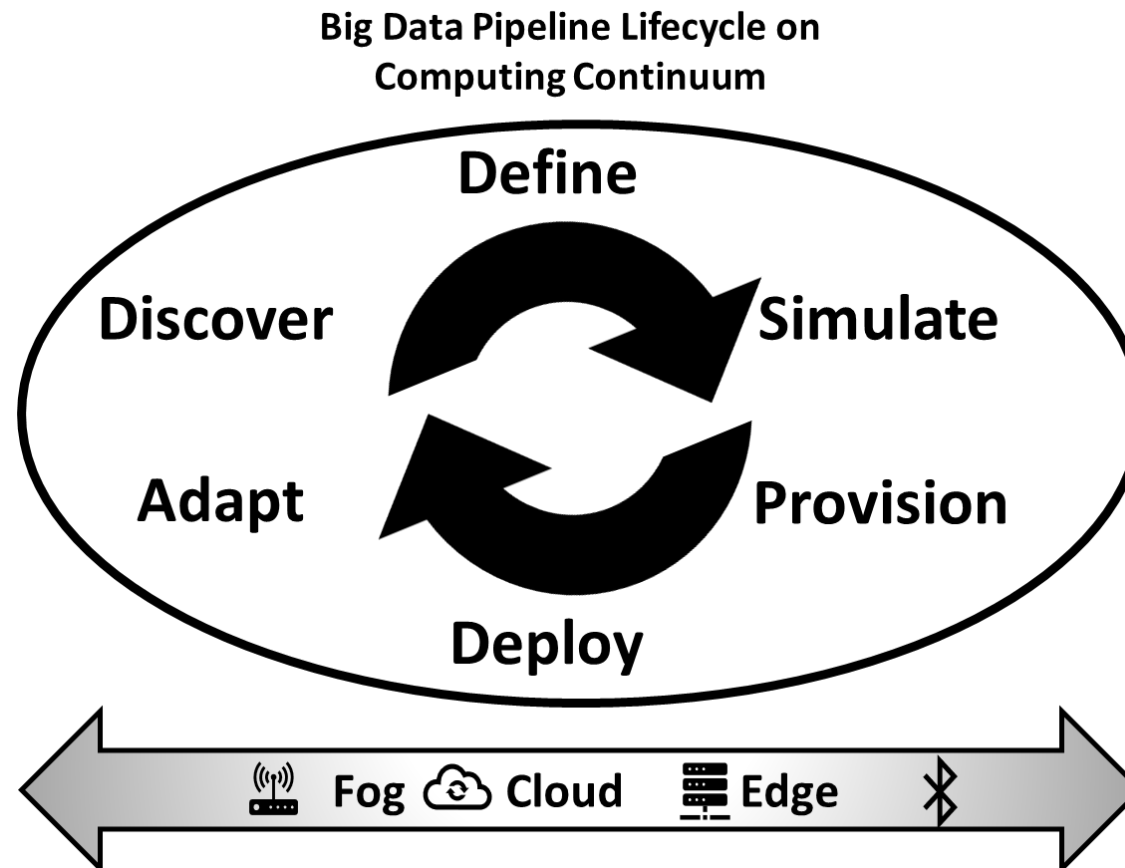 Big Data Pipeline Lifecycle on
Computing Continuum
Define
Discover
Simulate
Adapt
Provision
Deploy
Fog Cloud Edge